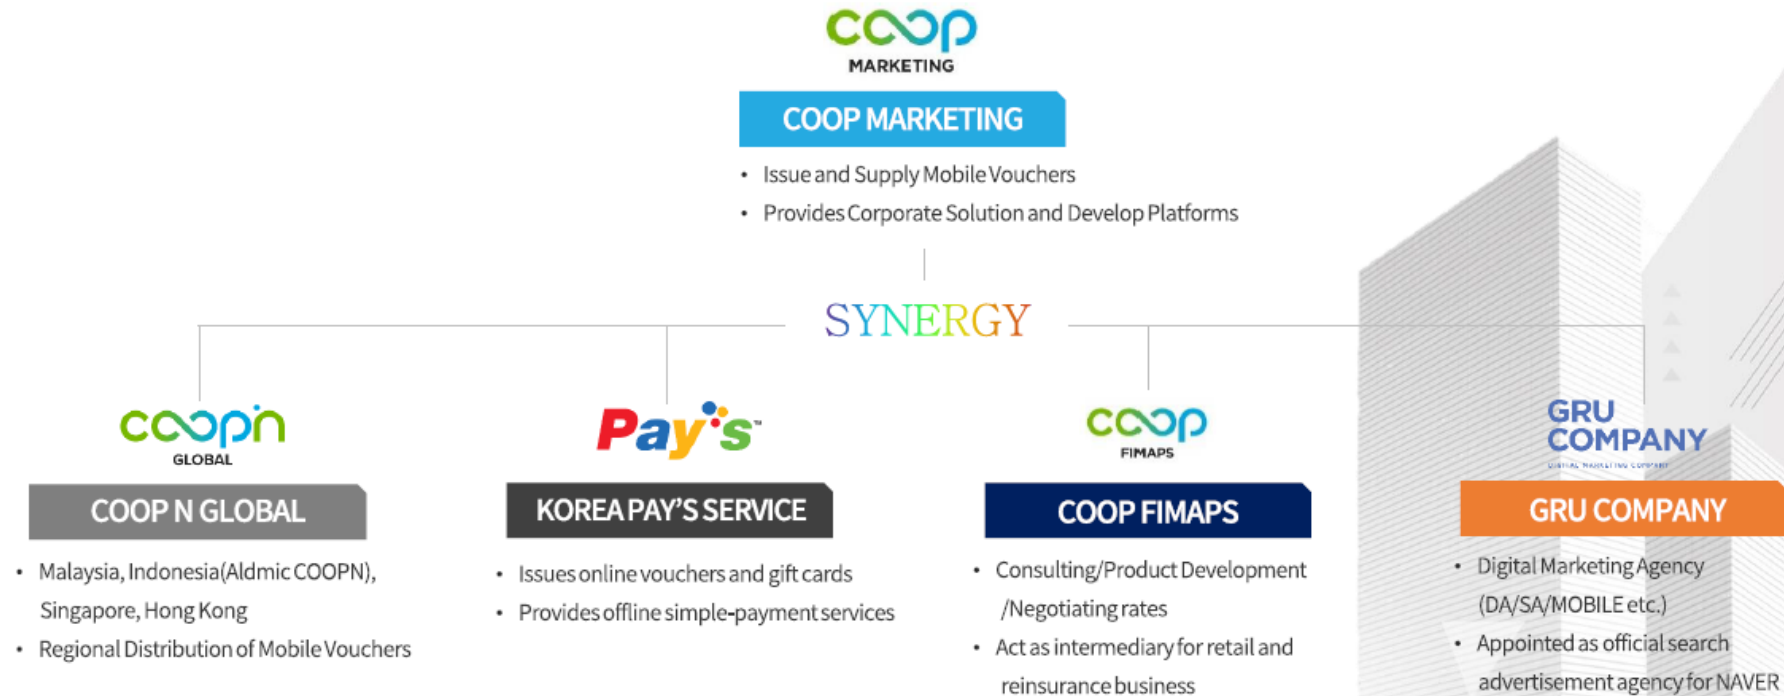 coop
MARKETING
COOP MARKETING
• Issue and Supply Mobile Vouchers
• Provides Corporate Solution and Develop Platforms
SYNERGY
coopn
GLOBAL
COOP N GLOBAL
• Malaysia, Indonesia(Aldmic COOPN),
Singapore, Hong Kong
• Regional Distribution of Mobile Vouchers
Pay's™
KOREA PAY'S SERVICE
• Issues online vouchers and gift cards
• Provides offline simple-payment services
coop
FIMAPS
COOP FIMAPS
• Consulting/Product Development
/Negotiating rates
• Act as intermediary for retail and
reinsurance business
GRU
COMPANY
DIGITAL MARKETING COMPANY
GRU COMPANY
• Digital Marketing Agency
(DA/SA/MOBILE etc.)
• Appointed as official search
advertisement agency for NAVER